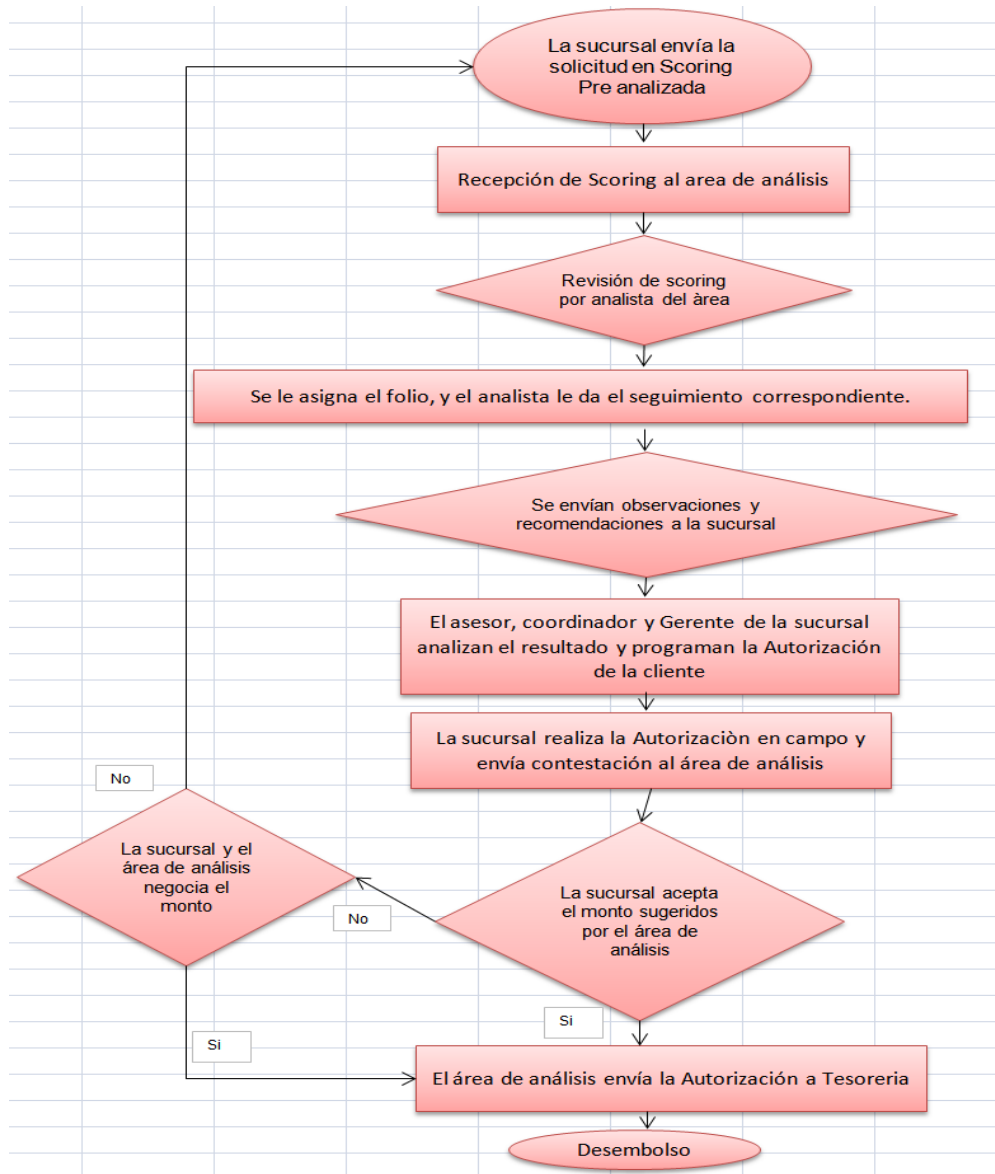 La sucursal envía la
solicitud en Scoring
Pre analizada
Recepción de Scoring al area de análisis
Revisión de scoring
por analista del àrea
Se le asigna el folio, y el analista le da el seguimiento correspondiente.
Se envían observaciones y
recomendaciones a la sucursal
El asesor, coordinador y Gerente de la sucursal
analizan el resultado y programan la Autorización
de la cliente
La sucursal realiza la Autorizaciòn en campo y
envía contestación al área de análisis
No
La sucursal y el
área de análisis
negocia el
monto
No
La sucursal acepta
el monto sugeridos
por el área de
análisis
Si
Si
El área de análisis envía la Autorización a Tesoreria
Desembolso